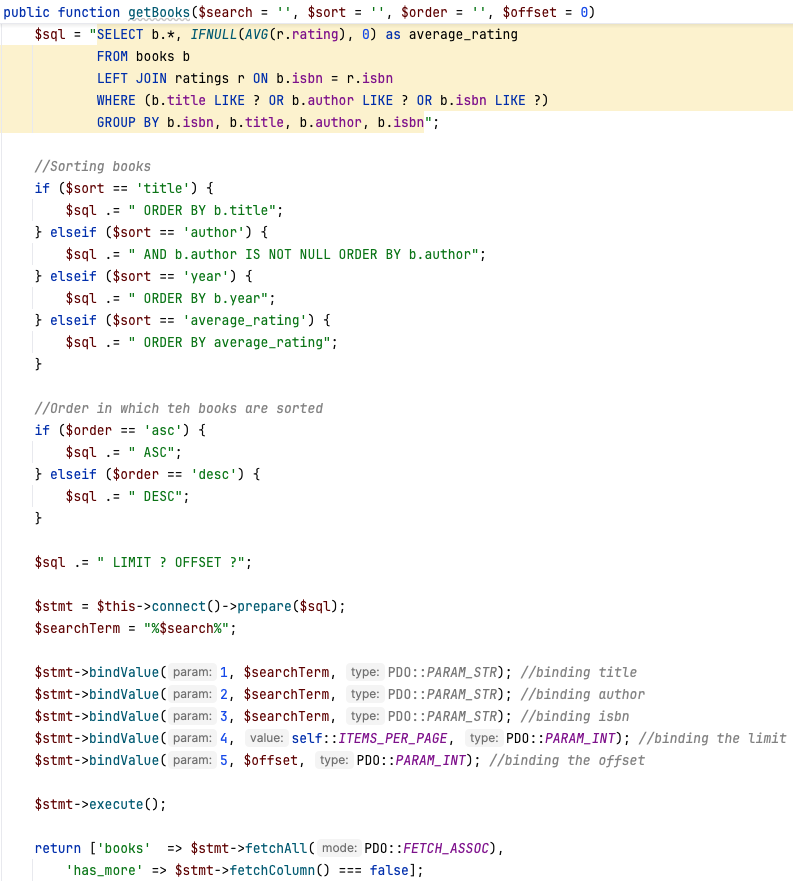 public function getBooks($search = '', $sort = '', $order = '', $offset = 0)
    $sql = "SELECT b.*, IFNULL(AVG(r.rating), 0) as average_rating
            FROM books b
            LEFT JOIN ratings r ON b.isbn = r.isbn
            WHERE (b.title LIKE ? OR b.author LIKE ? OR b.isbn LIKE ?)
            GROUP BY b.isbn, b.title, b.author, b.isbn";

    //Sorting books
    if ($sort == 'title') {
        $sql .= " ORDER BY b.title";
    } elseif ($sort == 'author') {
        $sql .= " AND b.author IS NOT NULL ORDER BY b.author";
    } elseif ($sort == 'year') {
        $sql .= " ORDER BY b.year";
    } elseif ($sort == 'average_rating') {
        $sql .= " ORDER BY average_rating";
    }

    //Order in which teh books are sorted
    if ($order == 'asc') {
        $sql .= " ASC";
    } elseif ($order == 'desc') {
        $sql .= " DESC";
    }

    $sql .= " LIMIT ? OFFSET ?";

    $stmt = $this->connect()->prepare($sql);
    $searchTerm = "%$search%";

    $stmt->bindValue( param: 1, $searchTerm, type: PDO::PARAM_STR); //binding title
    $stmt->bindValue( param: 2, $searchTerm, type: PDO::PARAM_STR); //binding author
    $stmt->bindValue( param: 3, $searchTerm, type: PDO::PARAM_STR); //binding isbn
    $stmt->bindValue( param: 4, value: self::ITEMS_PER_PAGE, type: PDO::PARAM_INT); //binding the limit
    $stmt->bindValue( param: 5, $offset, type: PDO::PARAM_INT); //binding the offset

    $stmt->execute();

    return ['books'  => $stmt->fetchAll( mode: PDO::FETCH_ASSOC),
        'has_more' => $stmt->fetchColumn() === false];